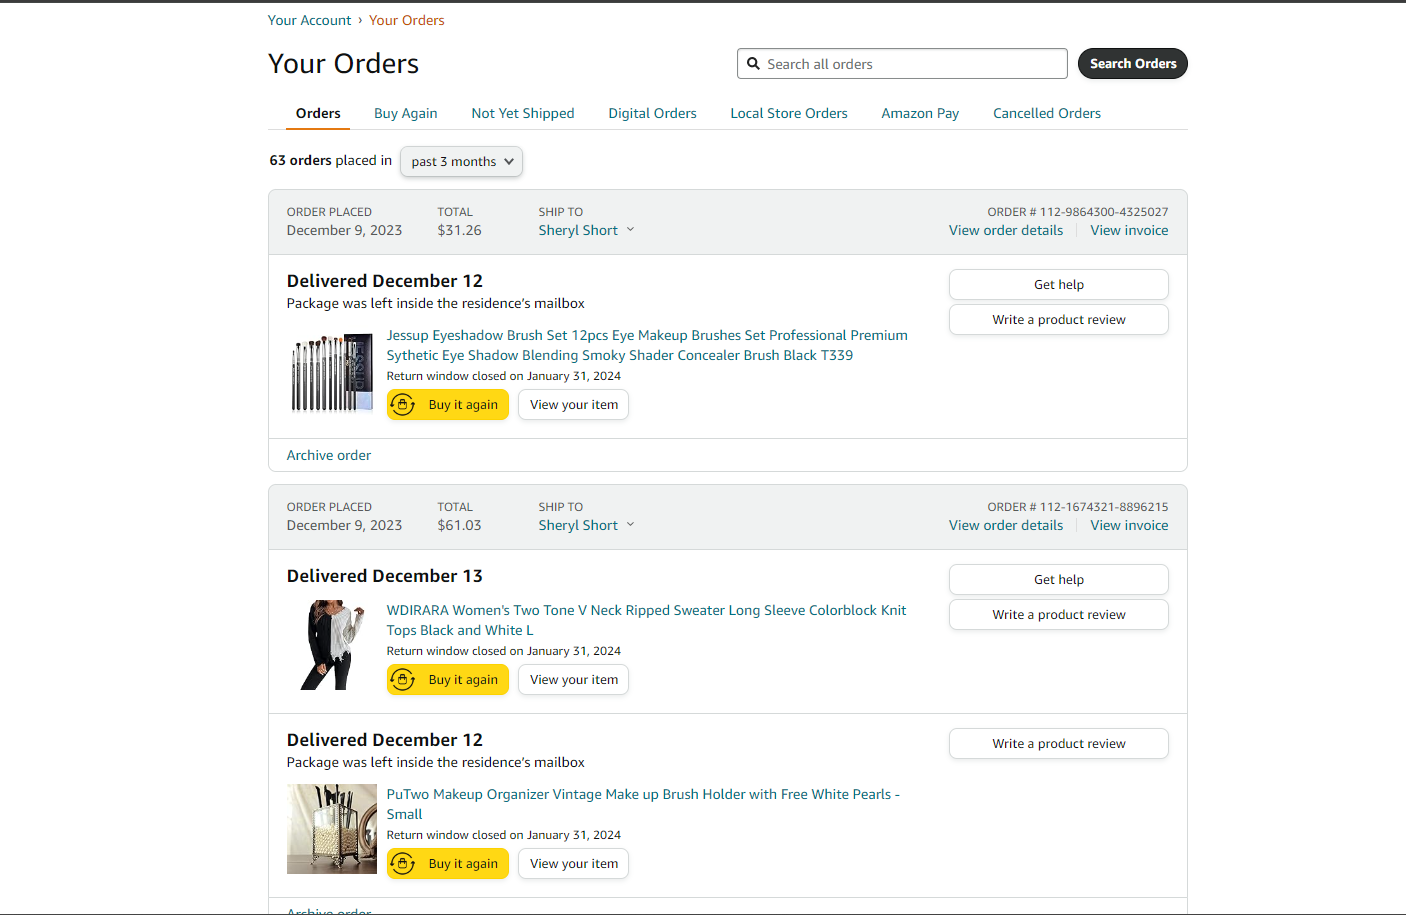 Your Account › Your Orders
Your Orders
Search all orders
Search Orders
Orders
Buy Again
Not Yet Shipped
Digital Orders
Local Store Orders
Amazon Pay
Cancelled Orders
63 orders placed in
past 3 months
ORDER PLACED
December 9, 2023
TOTAL
$31.26
SHIP TO
Sheryl Short
ORDER # 112-9864300-4325027
View order details
View invoice
Delivered December 12
Package was left inside the residence's mailbox
Get help
Write a product review
JESSUP
Jessup Eyeshadow Brush Set 12pcs Eye Makeup Brushes Set Professional Premium
Sythetic Eye Shadow Blending Smoky Shader Concealer Brush Black T339
Return window closed on January 31, 2024
Buy it again
View your item
Archive order
ORDER PLACED
December 9, 2023
TOTAL
$61.03
SHIP TO
Sheryl Short
ORDER # 112-1674321-8896215
View order details
View invoice
Delivered December 13
Get help
Write a product review
WDIRARA Women's Two Tone V Neck Ripped Sweater Long Sleeve Colorblock Knit
Tops Black and White L
Return window closed on January 31, 2024
Buy it again
View your item
Delivered December 12
Package was left inside the residence's mailbox
Write a product review
PuTwo Makeup Organizer Vintage Make up Brush Holder with Free White Pearls -
Small
Return window closed on January 31, 2024
Buy it again
View your item
Archive order